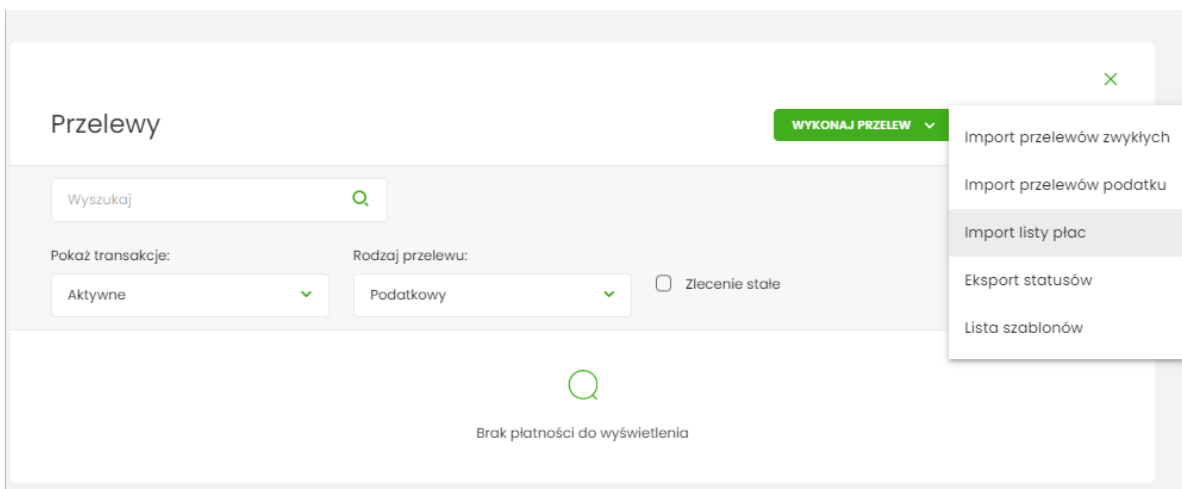 Przelewy
WYKONAJ PRZELEW
Import przelewów zwykłych
Import przelewów podatku
Import listy płac
Eksport statusów
Lista szablonów
Wyszukaj
Pokaż transakcje:
Rodzaj przelewu:
Aktywne
Podatkowy
Zlecenie stałe
Brak płatności do wyświetlenia